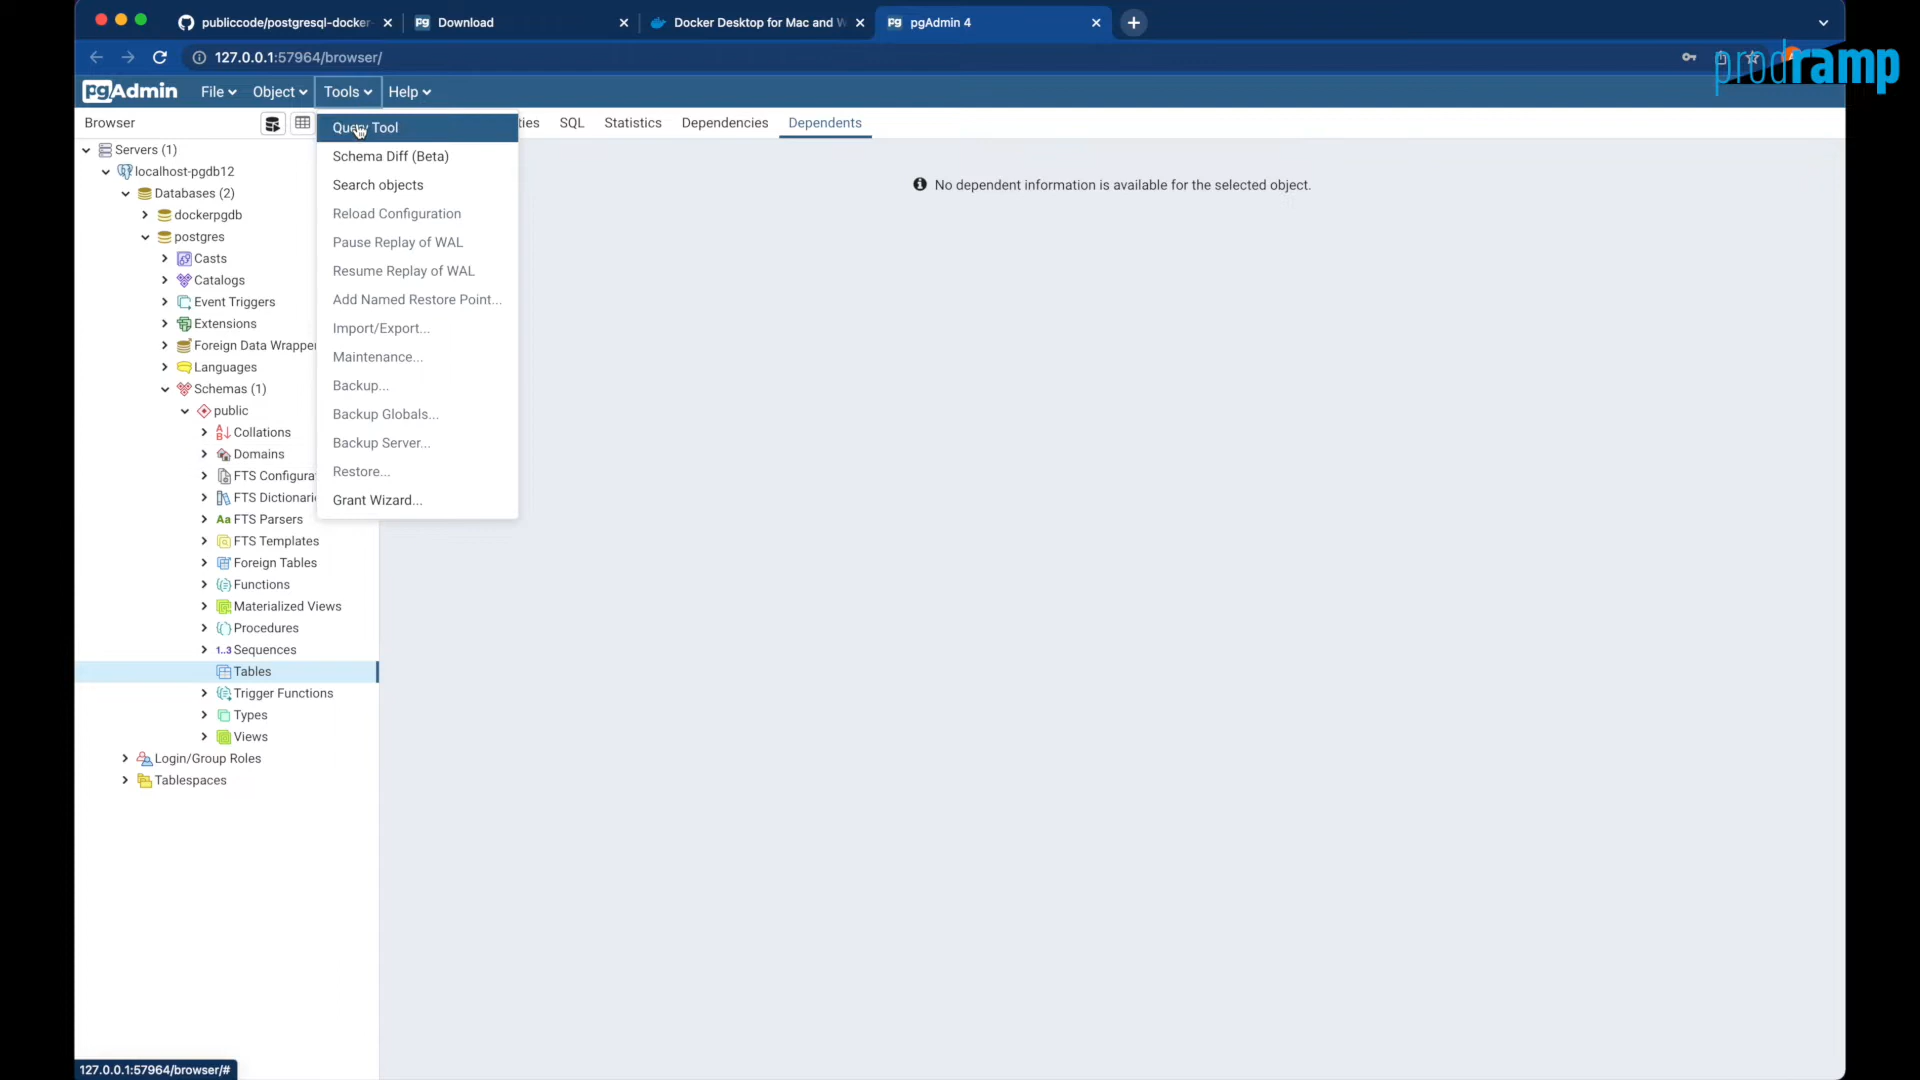 publiccode/postgresql-docker
Download
Docker Desktop for Mac and W
pgAdmin 4
127.0.0.1:57964/browser/
prodramp
pgAdmin
File
Object
Tools
Help
Browser
ties
SQL
Statistics
Dependencies
Dependents
Query Tool
Schema Diff (Beta)
Search objects
Reload Configuration
Pause Replay of WAL
Resume Replay of WAL
Add Named Restore Point...
Import/Export...
Maintenance...
Backup...
Backup Globals...
Backup Server...
Restore...
Grant Wizard...
No dependent information is available for the selected object.
Servers (1)
localhost-pgdb12
Databases (2)
dockerpgdb
postgres
Casts
Catalogs
Event Triggers
Extensions
Foreign Data Wrapper
Languages
Schemas (1)
public
Collations
Domains
FTS Configura
FTS Dictionari
Aa FTS Parsers
FTS Templates
Foreign Tables
Functions
Materialized Views
Procedures
1..3 Sequences
Tables
Trigger Functions
Types
Views
Login/Group Roles
Tablespaces
127.0.0.1:57964/browser/#